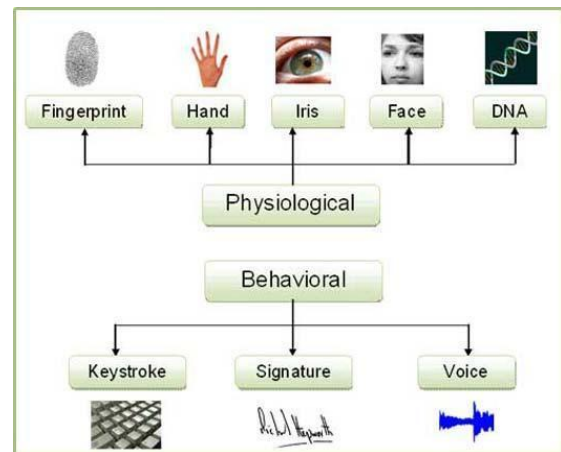 Fingerprint
Hand
Iris
Face
DNA
Physiological
Behavioral
Keystroke
Signature
Voice